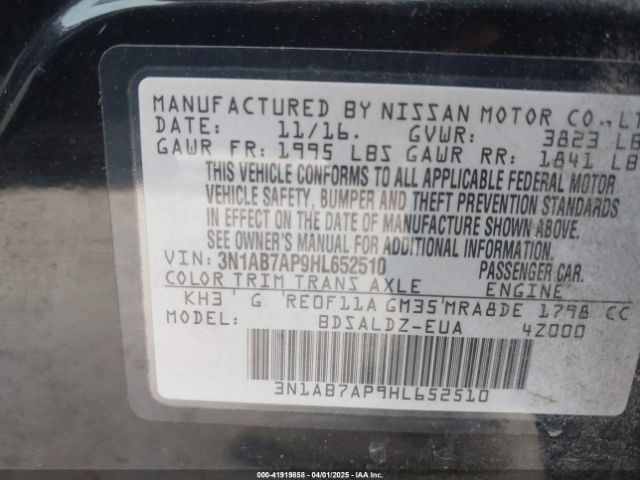 MANUFACTURED BY NISSAN MOTOR CO., LT
DATE: 11/16. GVWR: 3823 LB
GAWR FR: 1995 LBS GAWR RR: 1841 LB
THIS VEHICLE CONFORMS TO ALL APPLICABLE FEDERAL MOTOR
VEHICLE SAFETY, BUMPER AND THEFT PREVENTION STANDARDS
IN EFFECT ON THE DATE OF MANUFACTURE SHOWN ABOVE.
SEE OWNER'S MANUAL FOR ADDITIONAL INFORMATION.
VIN: 3N1AB7AP9HL652510 PASSENGER CAR.
COLOR TRIM TRANS AXLE ENGINE
KH3 G RE0F11A GM35 MRA8DE 1798 CC
MODEL: BDSALDZ-EUA 4Z000
3N1AB7AP9HL652510
000-41919858 04/01/2025 IAAI.COM